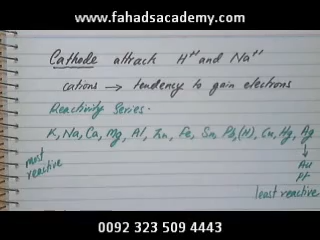 www.fahadsacademy.com
Cathode attract H⁺ and Na⁺
cations → tendency to gain electrons
Reactivity Series.
K, Na, Ca, Mg, Al, Zn, Fe, Sn, Pb, (H), Cu, Hg, Ag
most reactive
↓
Au
Pt
least reactive
0092 323 509 4443